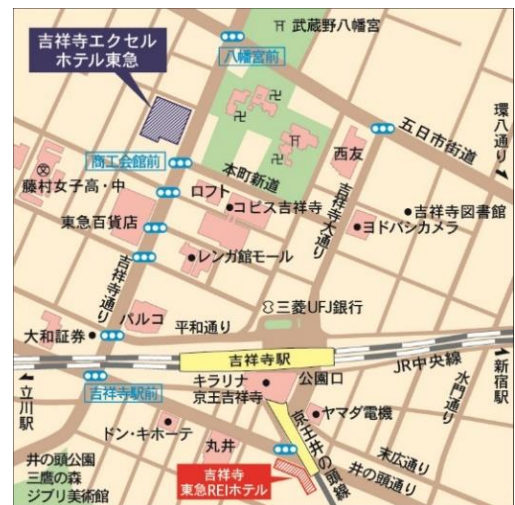 武蔵野八幡宮
吉祥寺エクセル
ホテル東急
八幡宮前
五日市街道
環八通り
商工会館前
本町新道
西友
吉祥寺大通り
藤村女子高・中
ロフト
コピス吉祥寺
吉祥寺図書館
ヨドバシカメラ
東急百貨店
レンガ館モール
吉祥寺通り
三菱UFJ銀行
パルコ
平和通り
大和証券
吉祥寺駅
JR中央線
新宿駅
立川駅
吉祥寺駅前
キラリナ
京王吉祥寺
公園口
水門通り
ヤマダ電機
ドン・キホーテ
丸井
京王井の頭線
末広通り
井の頭通り
井の頭公園
三鷹の森
ジブリ美術館
吉祥寺
東急REIホテル